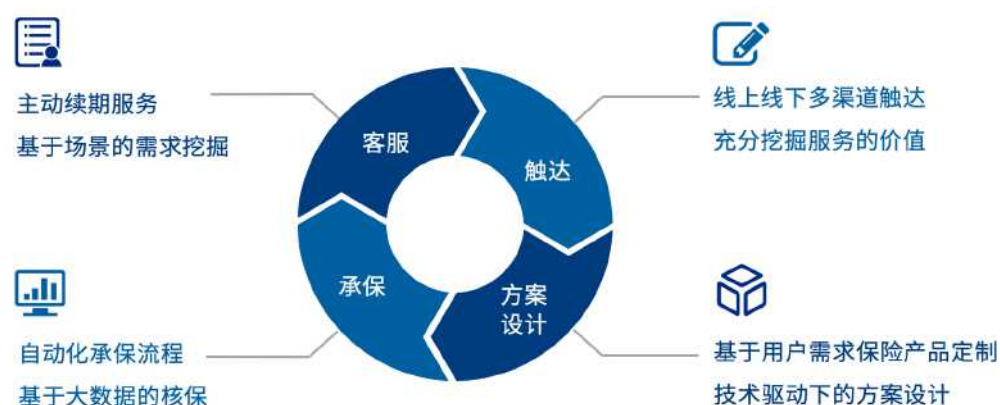 主动续期服务
基于场景的需求挖掘
线上线下多渠道触达
充分挖掘服务的价值
客服
触达
承保
方案
设计
自动化承保流程
基于大数据的核保
基于用户需求保险产品定制
技术驱动下的方案设计